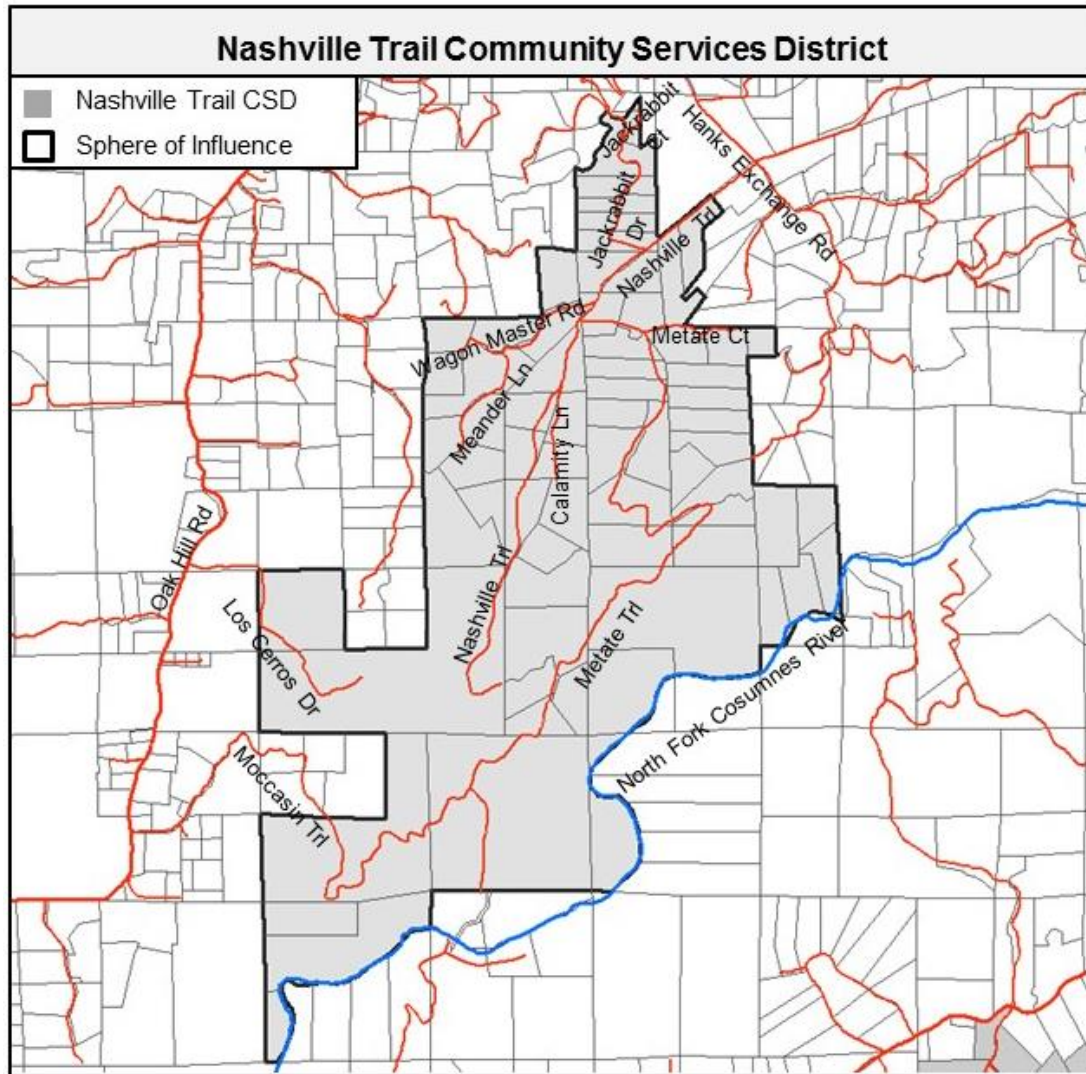 Nashville Trail Community Services District
Nashville Trail CSD
Sphere of Influence
Jackrabbit
Ct
Hanks Exchange Rd
Jackrabbit
Dr
Nashville Trl
Wagon Master Rd
Metate Ct
Meander Ln
Calamity Ln
Oak Hill Rd
Nashville Trl
Los Cerros Dr
Metate Trl
North Fork Cosumnes River
Moccasin Trl